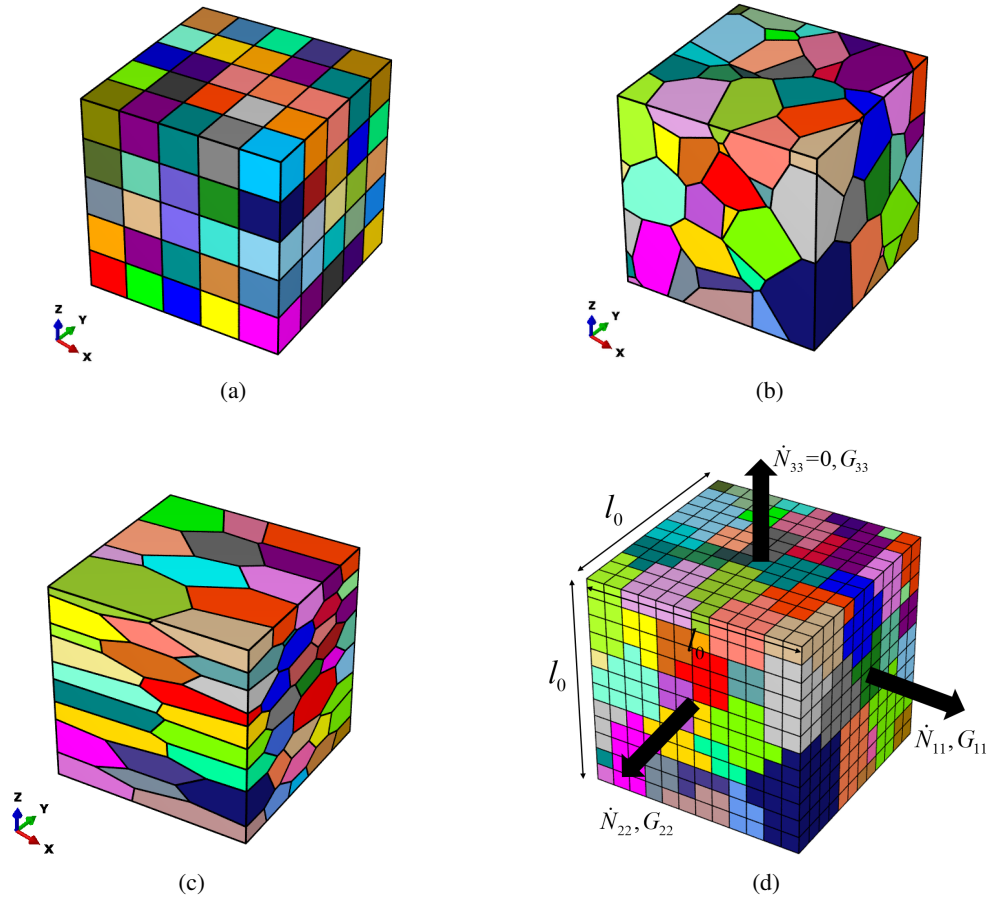 Z
Y
X
(a)
Z
Y
X
(b)
Z
Y
X
(c)
Ṅ33=0, G33
l0
l0
l0
Ṅ11, G11
Ṅ22, G22
(d)